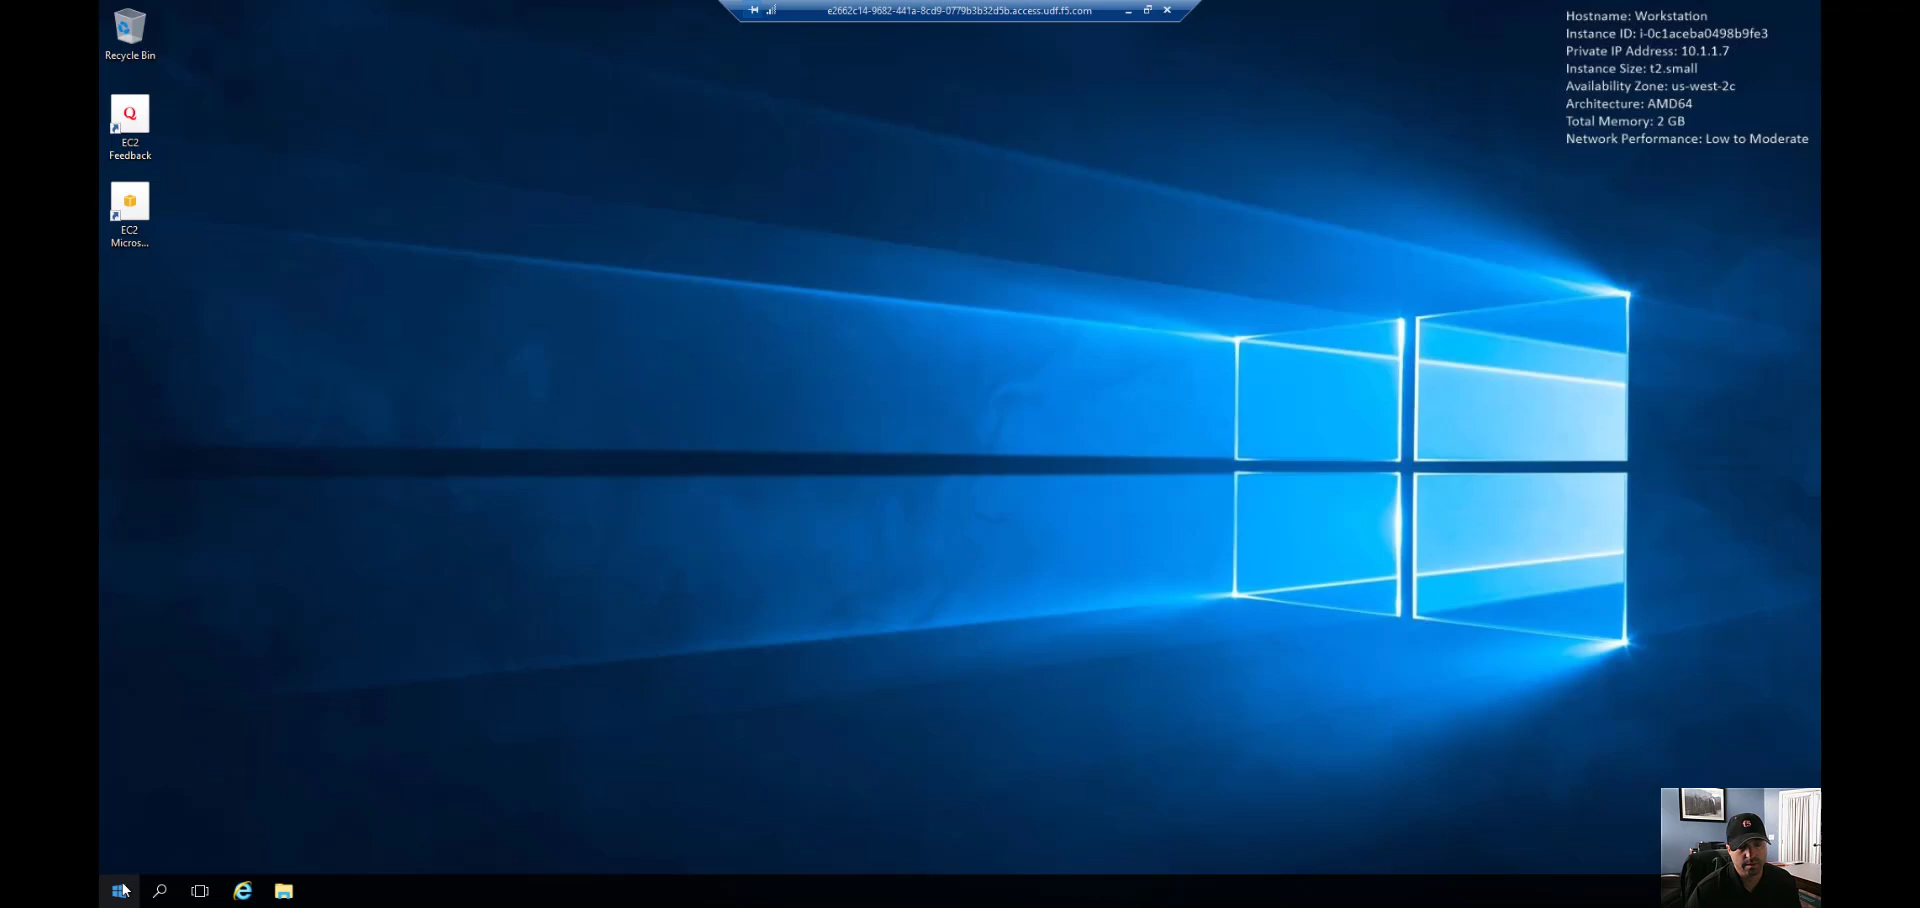 e2662c14-9682-441a-8cd9-0779b3b32d5b.access.udf.f5.com
Hostname: Workstation
Instance ID: i-0c1aceba0498b9fe3
Private IP Address: 10.1.1.7
Instance Size: t2.small
Availability Zone: us-west-2c
Architecture: AMD64
Total Memory: 2 GB
Network Performance: Low to Moderate
Recycle Bin
Q
EC2
Feedback
EC2
Micros...
f5